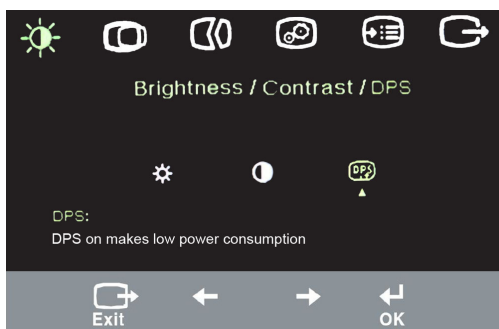 Brightness / Contrast / DPS
DPS
DPS:
DPS on makes low power consumption
Exit
OK